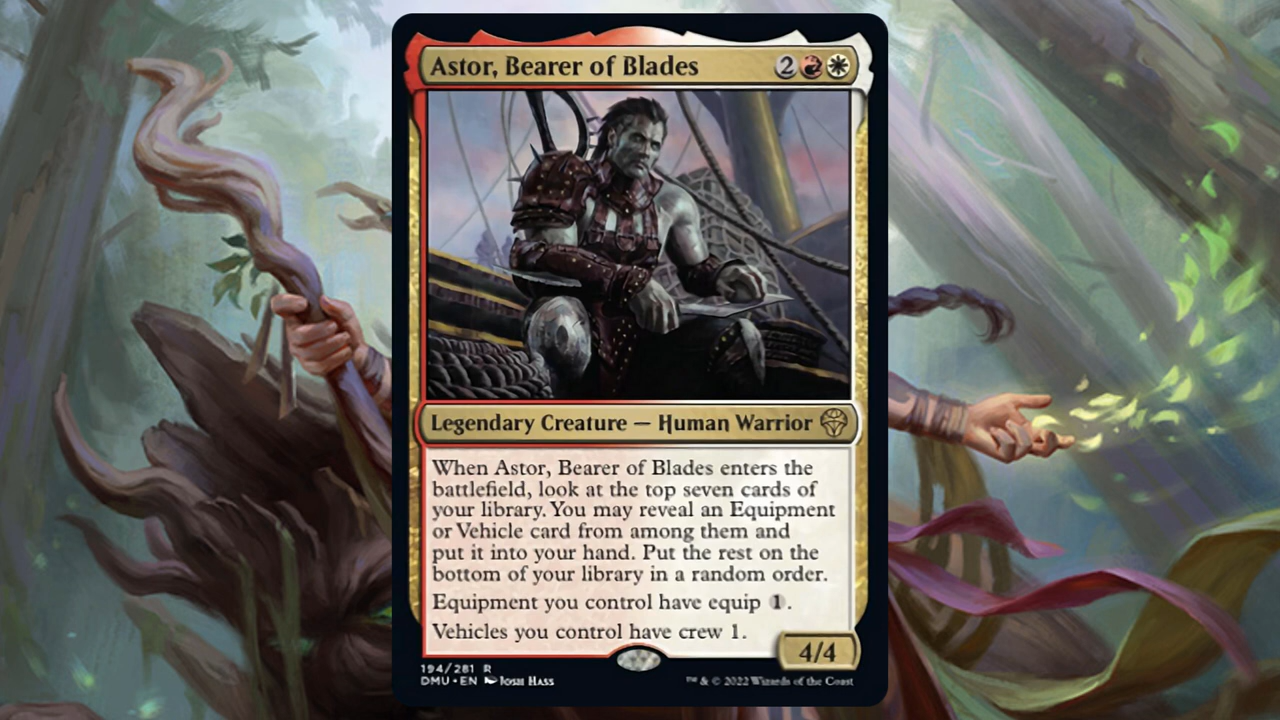 Astor, Bearer of Blades 2
Legendary Creature — Human Warrior
When Astor, Bearer of Blades enters the
battlefield, look at the top seven cards of
your library. You may reveal an Equipment
or Vehicle card from among them and
put it into your hand. Put the rest on the
bottom of your library in a random order.
Equipment you control have equip 1.
Vehicles you control have crew 1.
4/4
194/281 R
DMU • EN Josh Hass
™ & © 2022 Wizards of the Coast